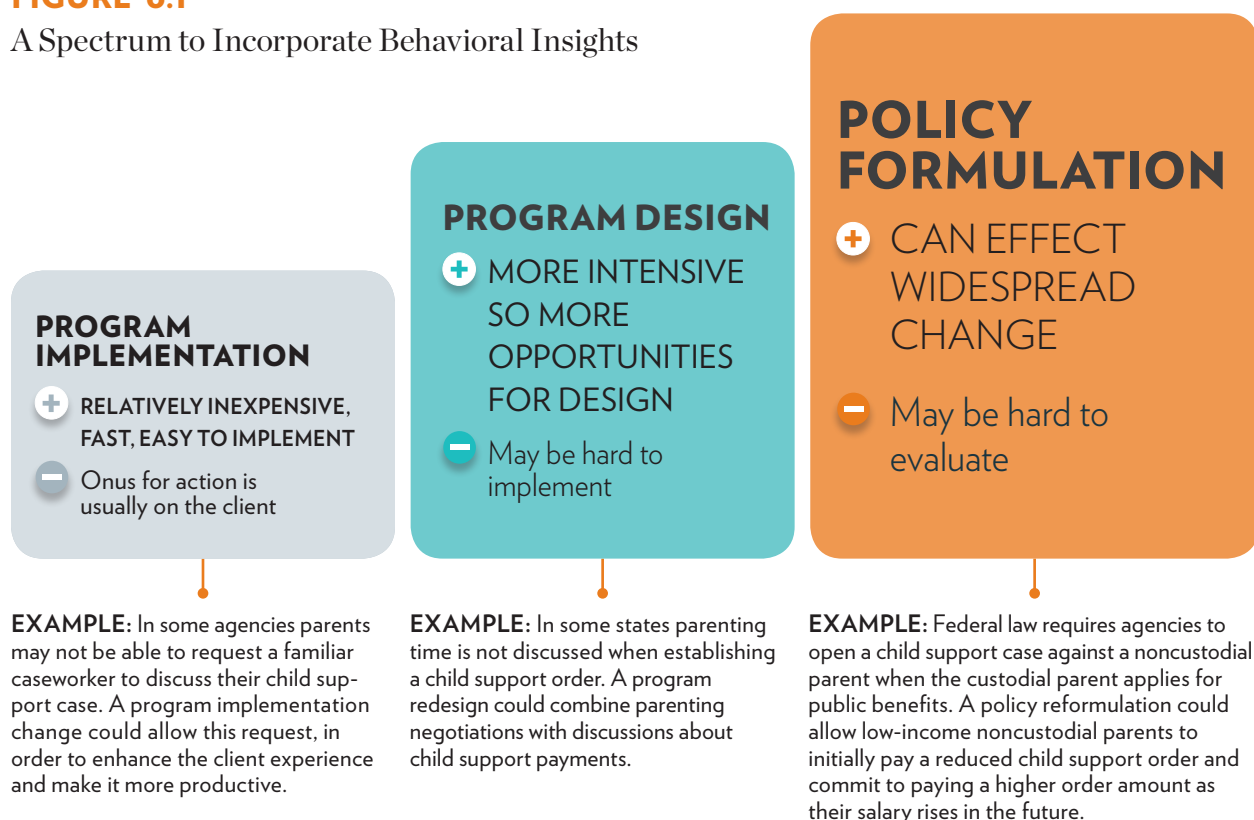 A Spectrum to Incorporate Behavioral Insights
PROGRAM
IMPLEMENTATION
+ RELATIVELY INEXPENSIVE,
FAST, EASY TO IMPLEMENT
− Onus for action is
usually on the client
EXAMPLE: In some agencies parents
may not be able to request a familiar
caseworker to discuss their child sup-
port case. A program implementation
change could allow this request, in
order to enhance the client experience
and make it more productive.
PROGRAM DESIGN
+ MORE INTENSIVE
SO MORE
OPPORTUNITIES
FOR DESIGN
− May be hard to
implement
EXAMPLE: In some states parenting
time is not discussed when establishing
a child support order. A program
redesign could combine parenting
negotiations with discussions about
child support payments.
POLICY
FORMULATION
+ CAN EFFECT
WIDESPREAD
CHANGE
− May be hard to
evaluate
EXAMPLE: Federal law requires agencies to
open a child support case against a noncustodial
parent when the custodial parent applies for
public benefits. A policy reformulation could
allow low-income noncustodial parents to
initially pay a reduced child support order and
commit to paying a higher order amount as
their salary rises in the future.